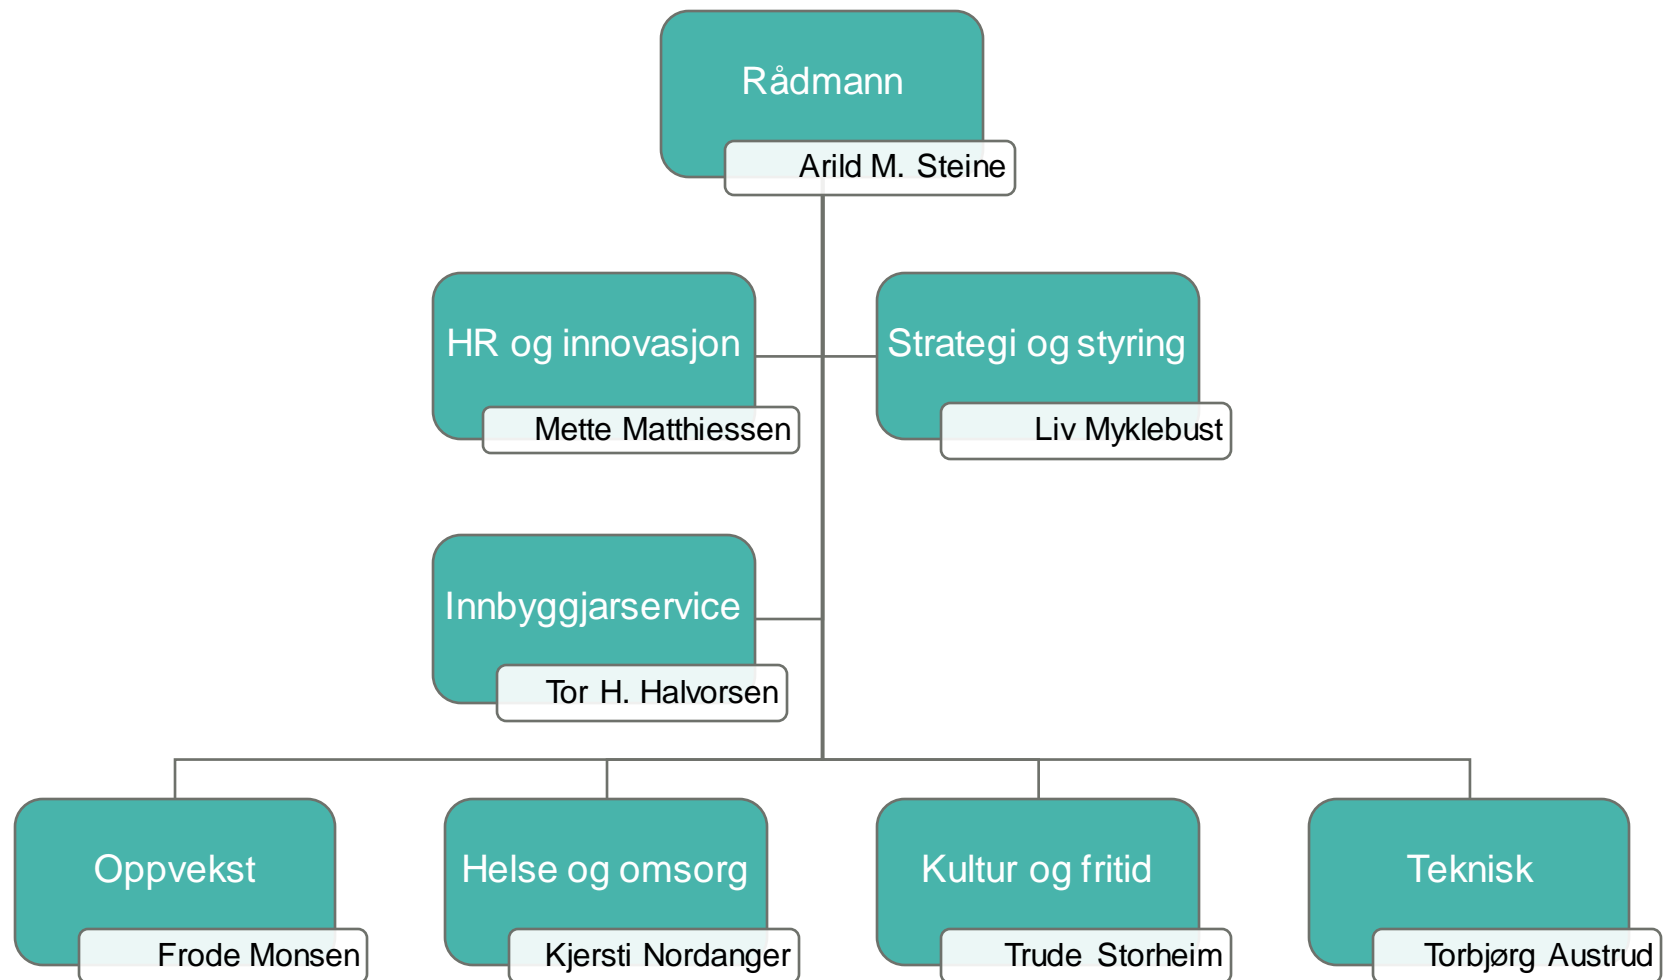 Rådmann
Arild M. Steine
HR og innovasjon
Mette Matthiessen
Strategi og styring
Liv Myklebust
Innbyggjarservice
Tor H. Halvorsen
Oppvekst
Frode Monsen
Helse og omsorg
Kjersti Nordanger
Kultur og fritid
Trude Storheim
Teknisk
Torbjørg Austrud